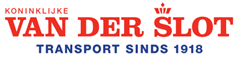 KONINKLIJKE
VAN DER SLOT
TRANSPORT SINDS 1918